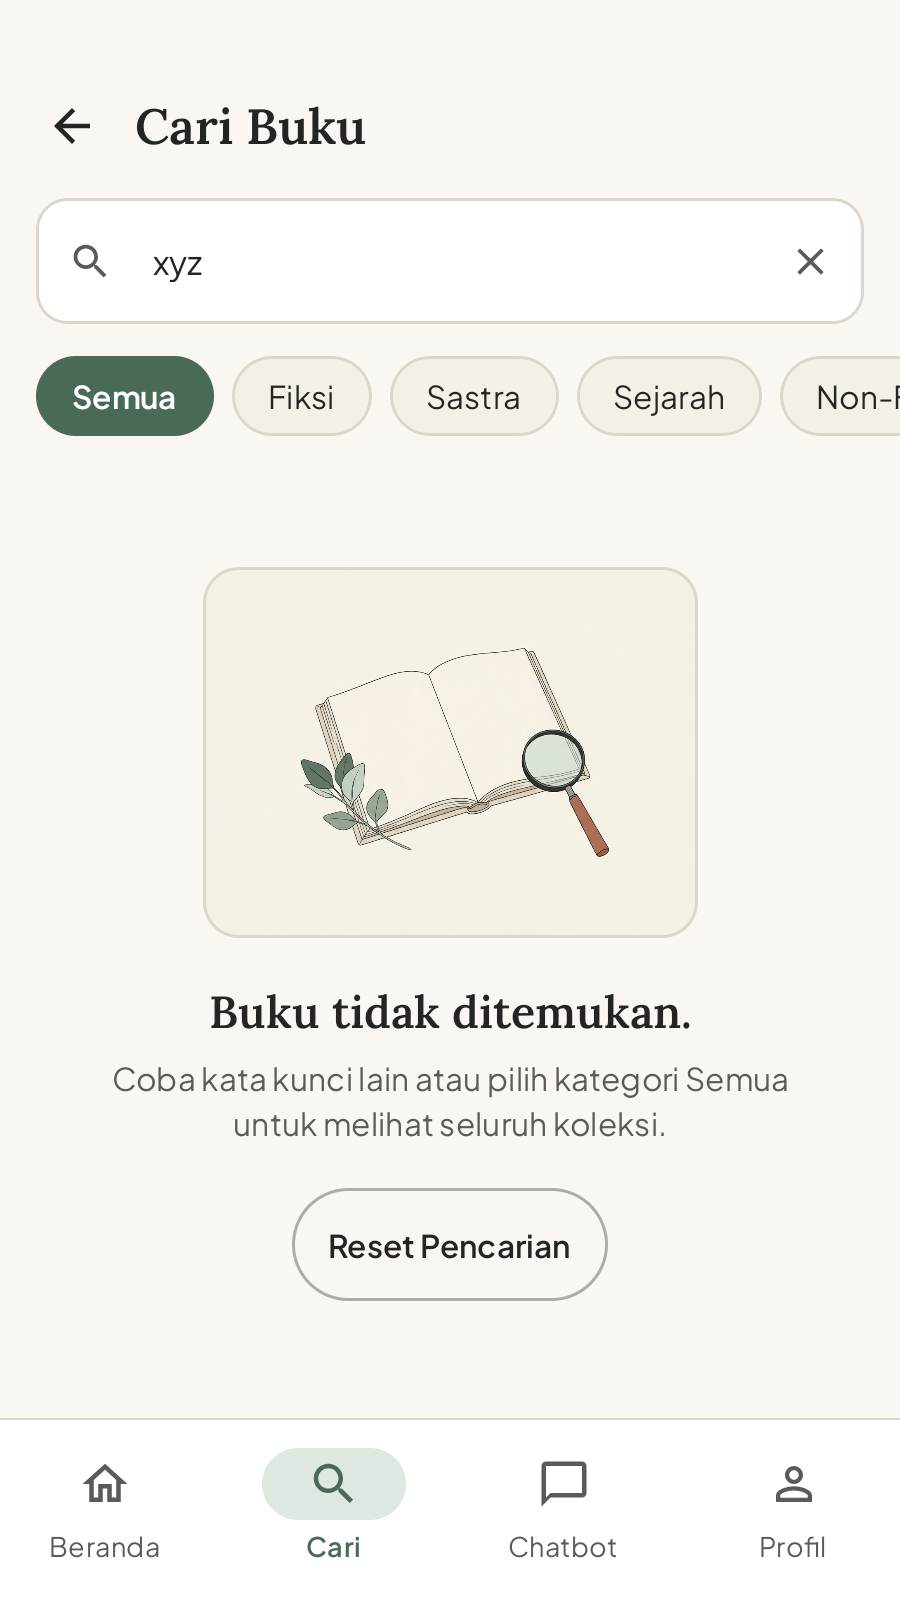 Cari Buku
xyz
Semua
Fiksi
Sastra
Sejarah
Non-F
Buku tidak ditemukan.
Coba kata kunci lain atau pilih kategori Semua
untuk melihat seluruh koleksi.
Reset Pencarian
Beranda
Cari
Chatbot
Profil